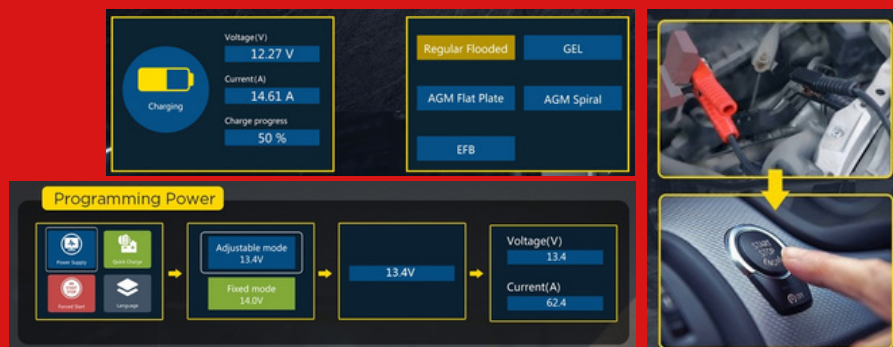 Voltage(V)
12.27 V
Current(A)
14.61 A
Charge progress
50 %
Charging
Regular Flooded
GEL
AGM Flat Plate
AGM Spiral
EFB
Programming Power
Power Supply
Quick Charge
Forced Start
Language
Adjustable mode
13.4V
Fixed mode
14.0V
13.4V
Voltage(V)
13.4
Current(A)
62.4
START
STOP
ENGINE